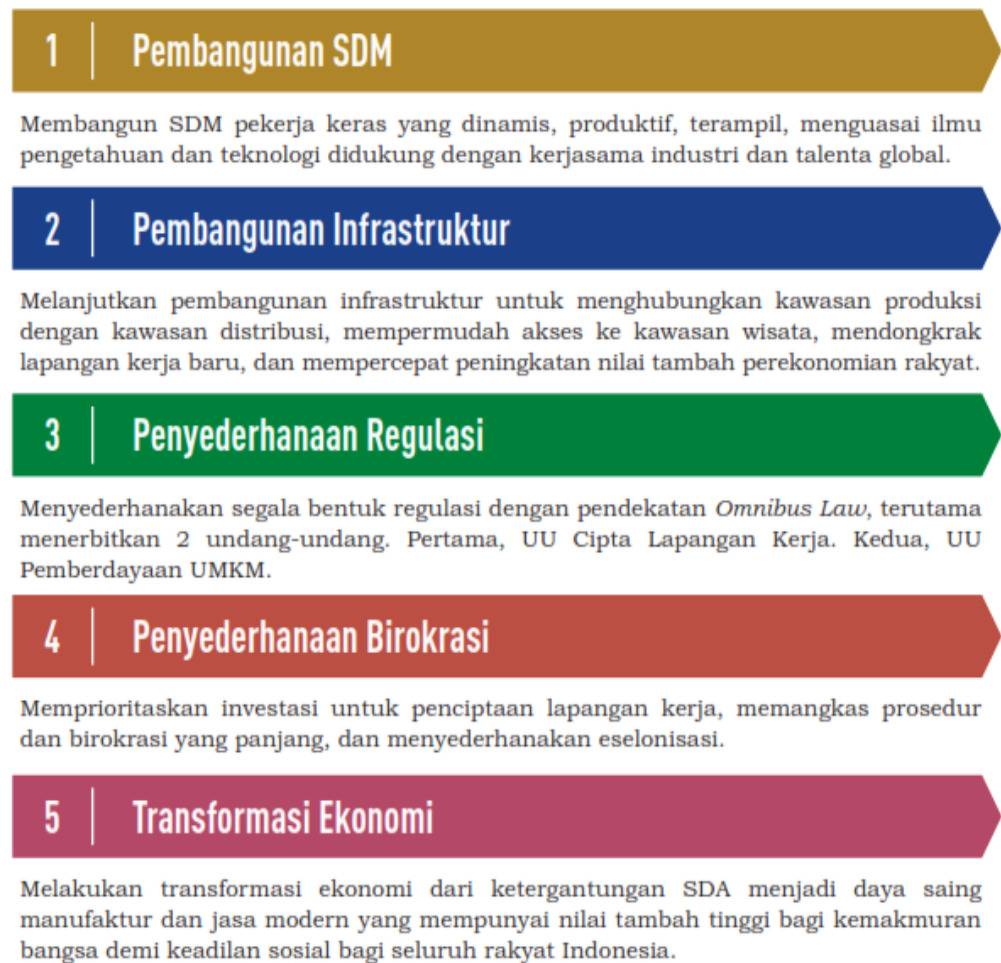 1 Pembangunan SDM
Membangun SDM pekerja keras yang dinamis, produktif, terampil, menguasai ilmu
pengetahuan dan teknologi didukung dengan kerjasama industri dan talenta global.
2 Pembangunan Infrastruktur
Melanjutkan pembangunan infrastruktur untuk menghubungkan kawasan produksi
dengan kawasan distribusi, mempermudah akses ke kawasan wisata, mendongkrak
lapangan kerja baru, dan mempercepat peningkatan nilai tambah perekonomian rakyat.
3 Penyederhanaan Regulasi
Menyederhanakan segala bentuk regulasi dengan pendekatan Omnibus Law, terutama
menerbitkan 2 undang-undang. Pertama, UU Cipta Lapangan Kerja. Kedua, UU
Pemberdayaan UMKM.
4 Penyederhanaan Birokrasi
Memprioritaskan investasi untuk penciptaan lapangan kerja, memangkas prosedur
dan birokrasi yang panjang, dan menyederhanakan eselonisasi.
5 Transformasi Ekonomi
Melakukan transformasi ekonomi dari ketergantungan SDA menjadi daya saing
manufaktur dan jasa modern yang mempunyai nilai tambah tinggi bagi kemakmuran
bangsa demi keadilan sosial bagi seluruh rakyat Indonesia.